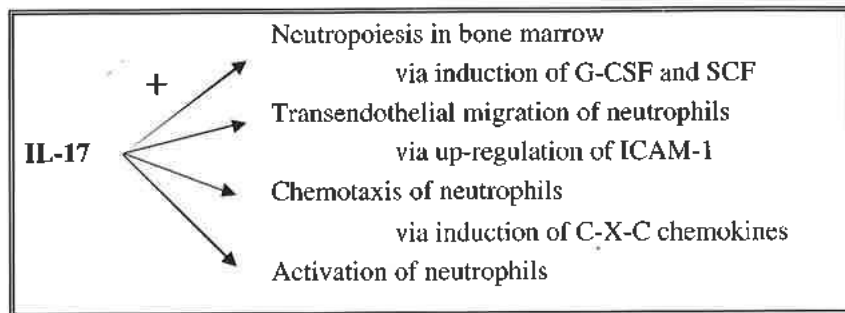 Neutropoiesis in bone marrow
+
via induction of G-CSF and SCF
Transendothelial migration of neutrophils
IL-17
via up-regulation of ICAM-1
Chemotaxis of neutrophils
via induction of C-X-C chemokines
Activation of neutrophils